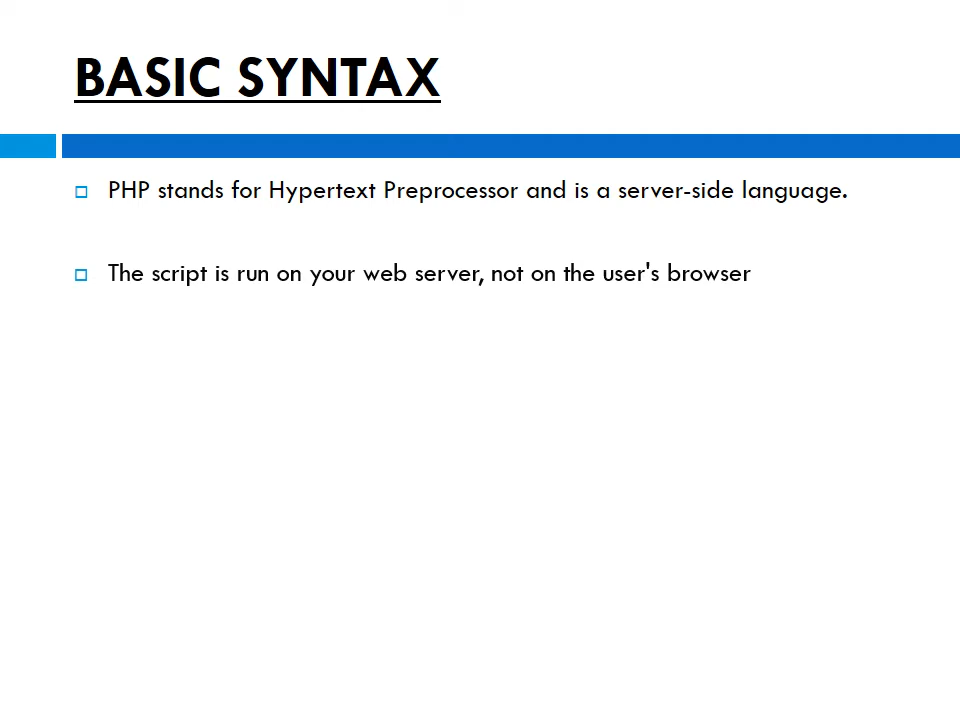 BASIC SYNTAX
PHP stands for Hypertext Preprocessor and is a server-side language.
The script is run on your web server, not on the user's browser